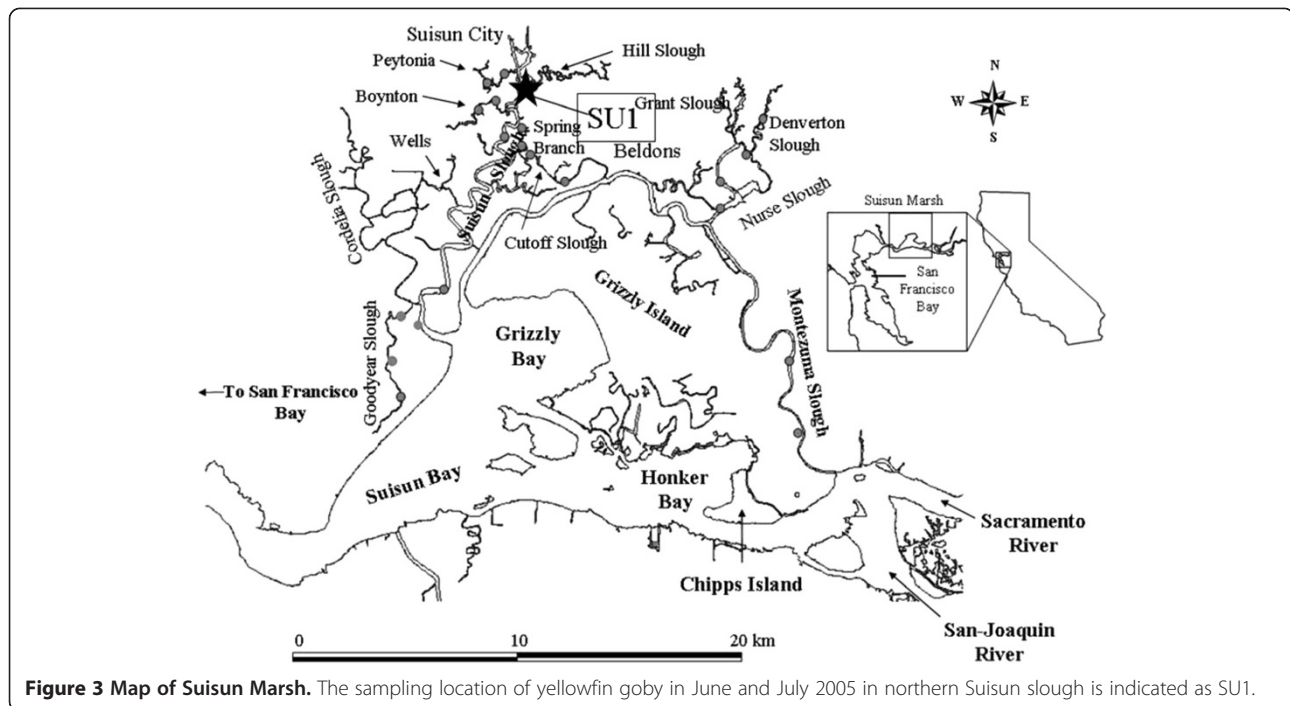 Suisun City
Peytonia
Hill Slough
Boynton
Grant Slough
SU1
Wells
Spring
Branch
Beldons
Denverton
Slough
Suisun Slough
Cordelia Slough
Nurse Slough
Cutoff Slough
N
W
E
S
Suisun Marsh
San
Francisco
Bay
Grizzly Island
Grizzly
Bay
Montezuma Slough
Goodyear Slough
To San Francisco
Bay
Suisun Bay
Honker
Bay
Sacramento
River
Chipps Island
San-Joaquin
River
0
10
20 km
Figure 3 Map of Suisun Marsh. The sampling location of yellowfin goby in June and July 2005 in northern Suisun slough is indicated as SU1.